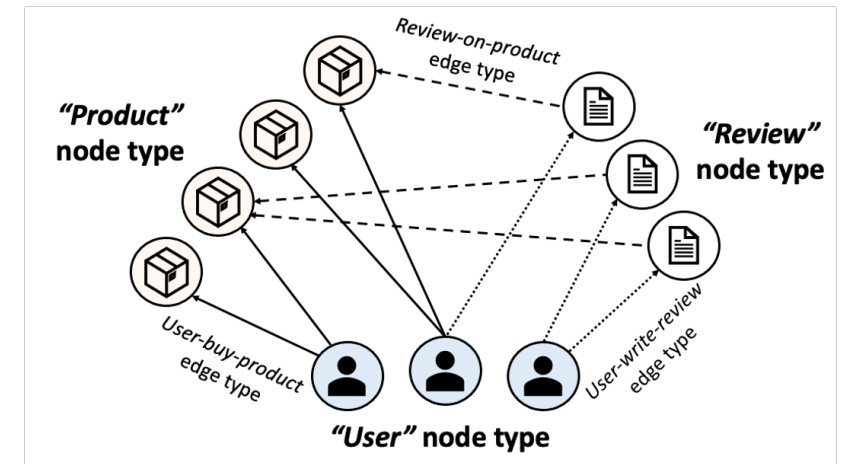 Review-on-product
edge type
“Product”
node type
“Review”
node type
User-buy-product
edge type
User-write-review
edge type
“User” node type